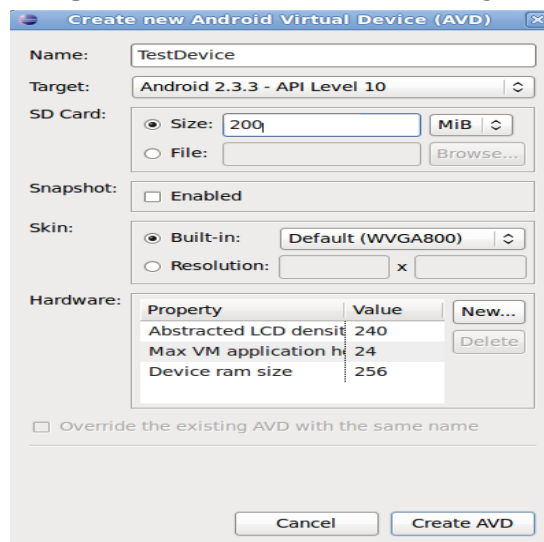 Create new Android Virtual Device (AVD)
Name: TestDevice
Target: Android 2.3.3 - API Level 10
SD Card:
Size: 200 MiB
File: Browse...
Snapshot: Enabled
Skin:
Built-in: Default (WVGA800)
Resolution: x
Hardware:
Property Value New...
Abstracted LCD densit 240
Delete
Max VM application h 24
Device ram size 256
Override the existing AVD with the same name
Cancel Create AVD